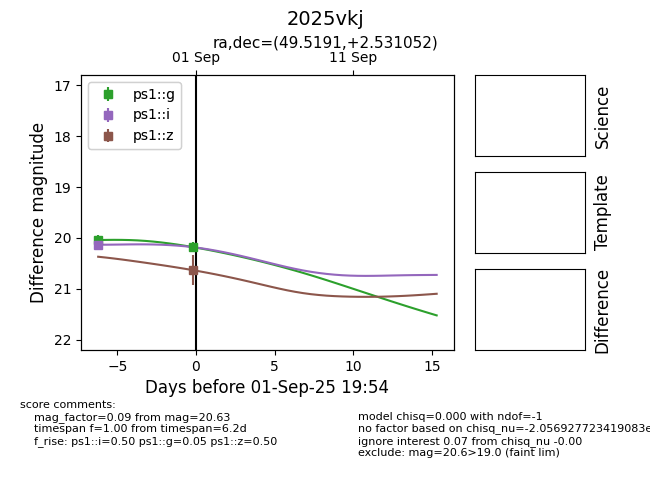 2025vkj
ra,dec=(49.5191,+2.531052)
01 Sep
11 Sep
17
18
19
20
21
22
Difference magnitude
ps1::g
ps1::i
ps1::z
−5
0
5
10
15
Days before 01-Sep-25 19:54
Science
Template
Difference
score comments:
mag_factor=0.09 from mag=20.63
timespan f=1.00 from timespan=6.2d
f_rise: ps1::i=0.50 ps1::g=0.05 ps1::z=0.50
model chisq=0.000 with ndof=-1
no factor based on chisq_nu=-2.056927723419083e
ignore interest 0.07 from chisq_nu -0.00
exclude: mag=20.6>19.0 (faint lim)